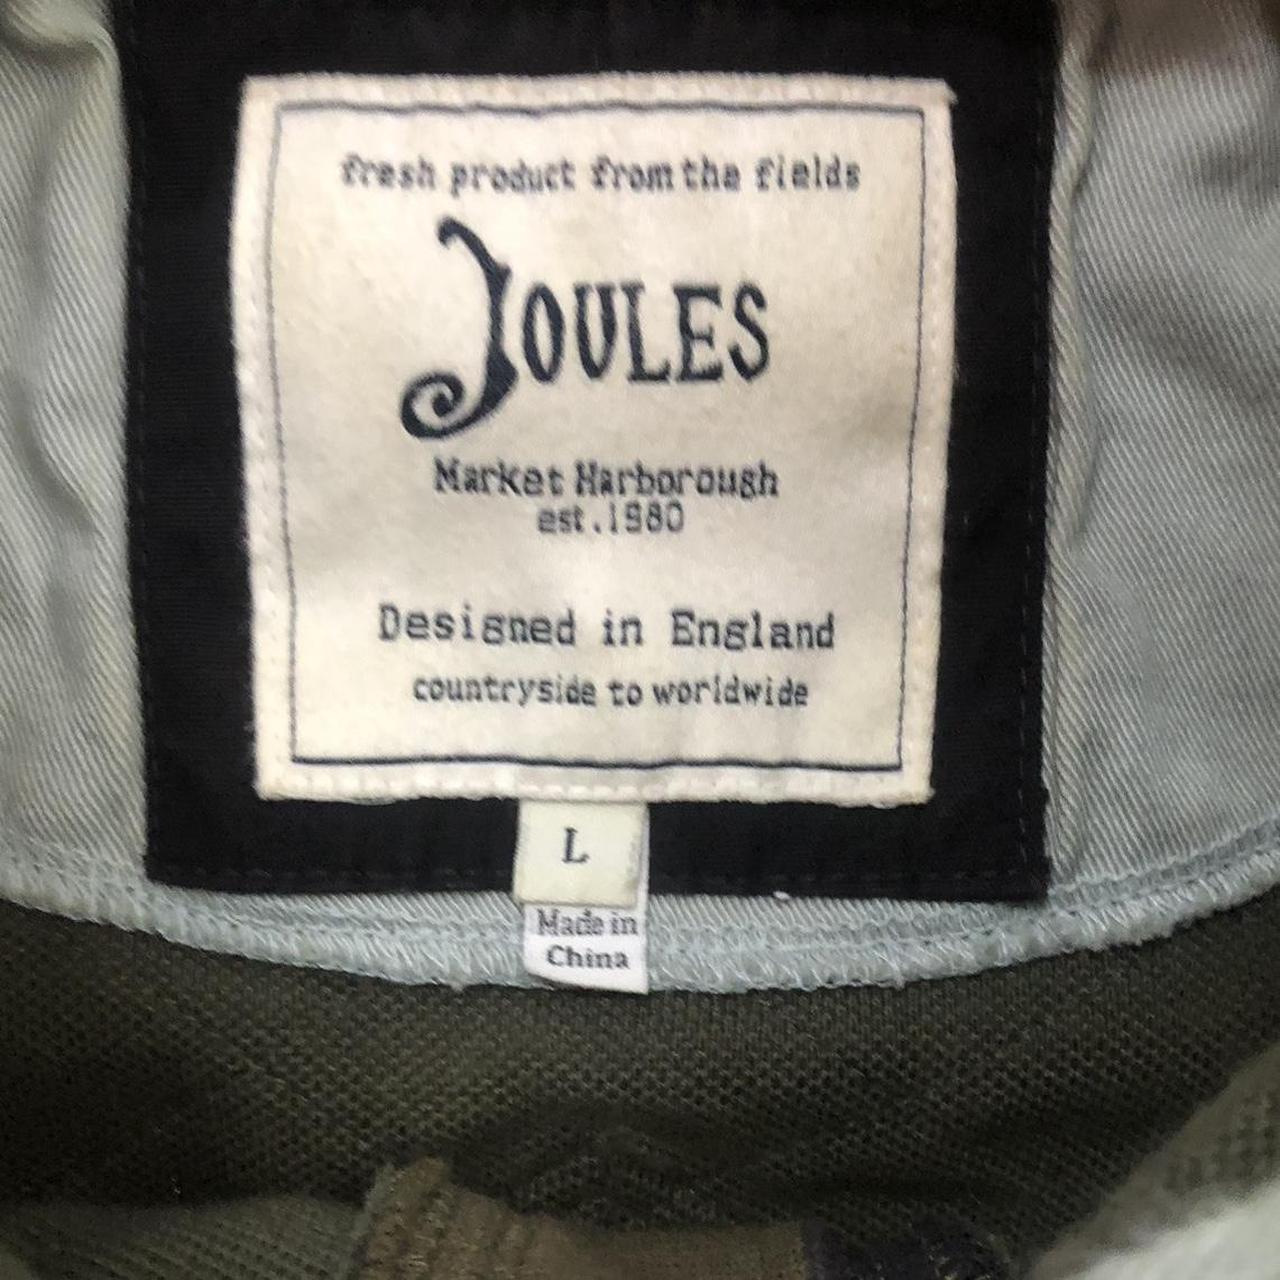 fresh product from the fields
JOULES
Market Harborough
est.1980
Designed in England
countryside to worldwide
L
Made in
China